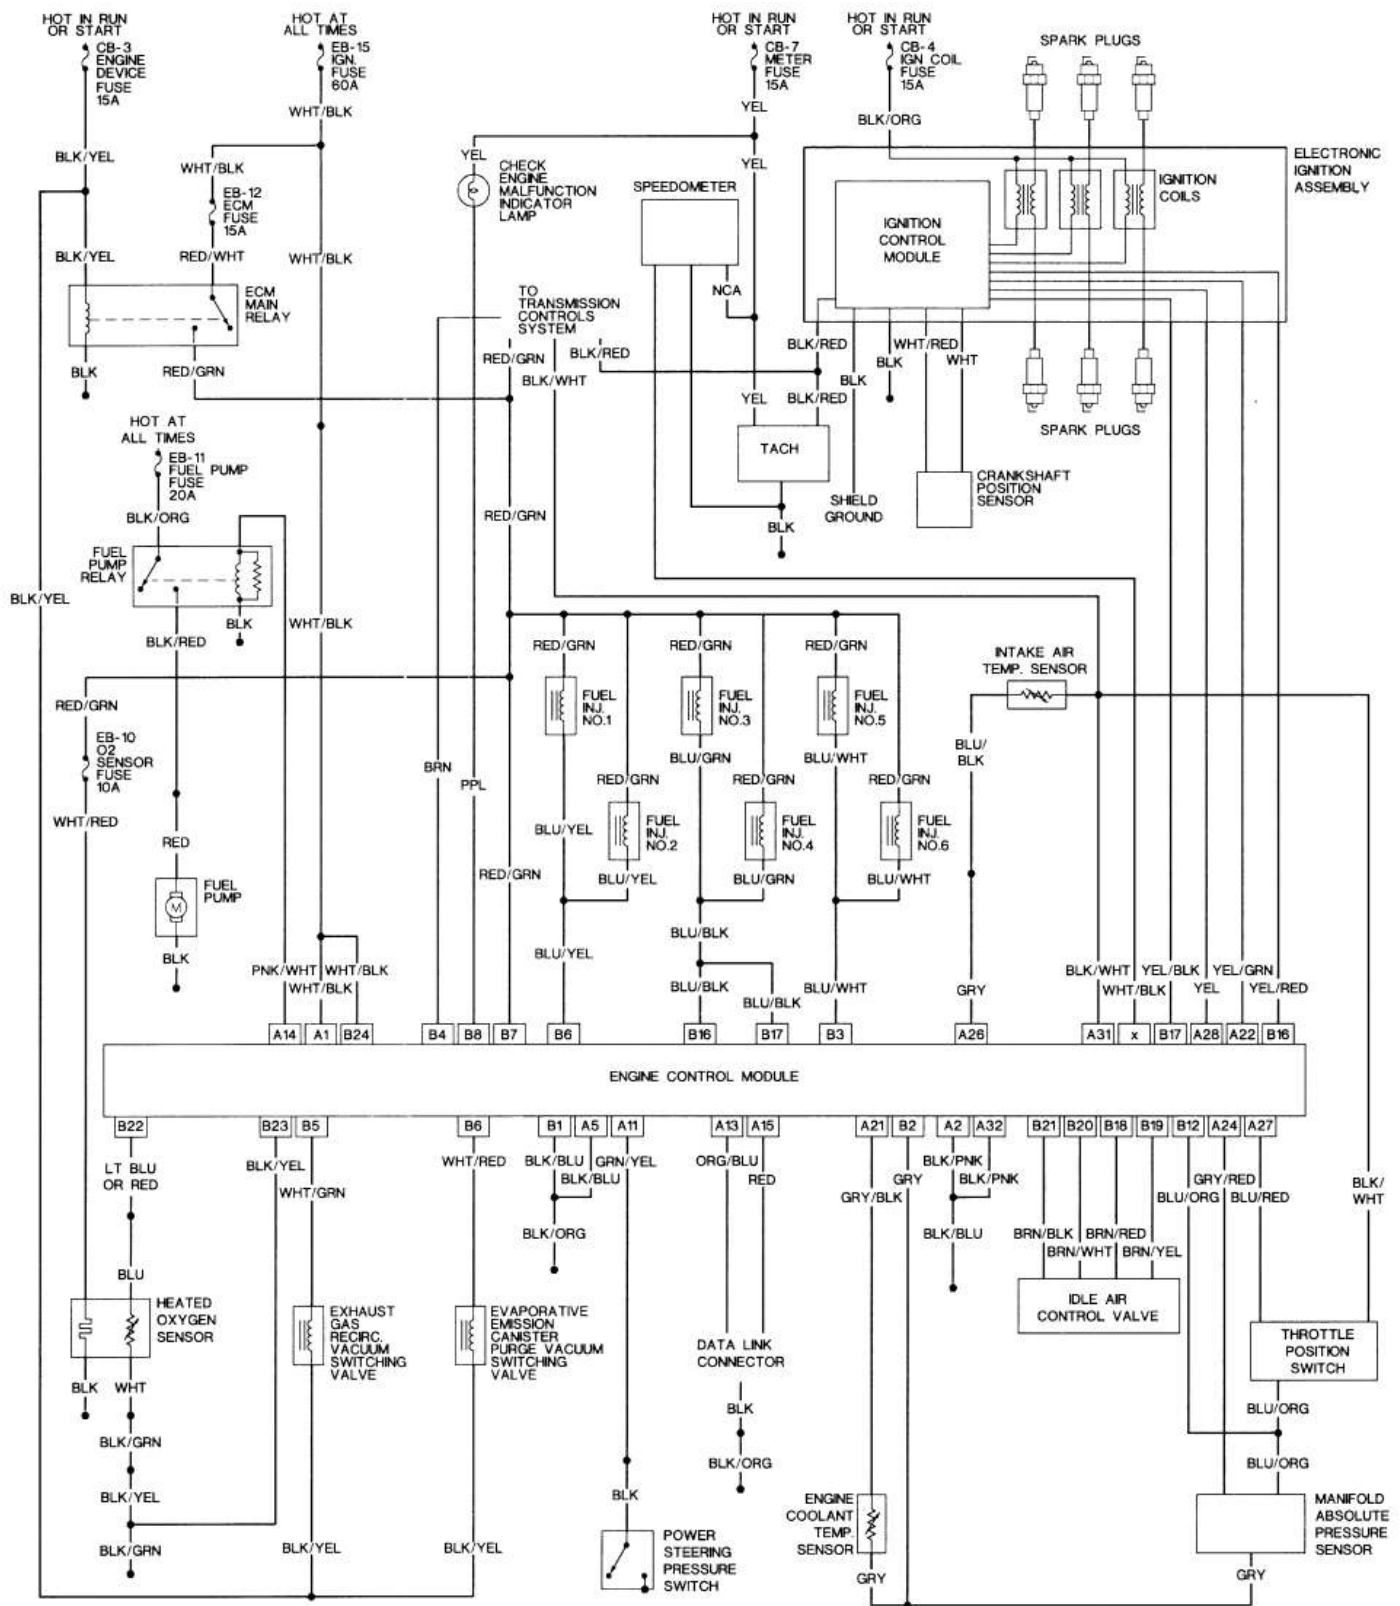 HOT IN RUN
OR START
CB-3
ENGINE
DEVICE
FUSE
15A
HOT AT
ALL TIMES
EB-15
IGN.
FUSE
60A
WHT/BLK
HOT IN RUN
OR START
CB-7
METER
FUSE
15A
YEL
HOT IN RUN
OR START
CB-4
IGN COIL
FUSE
15A
BLK/ORG
SPARK PLUGS
BLK/YEL
WHT/BLK
EB-12
ECM
FUSE
15A
YEL
CHECK
ENGINE
MALFUNCTION
INDICATOR
LAMP
YEL
SPEEDOMETER
ELECTRONIC
IGNITION
ASSEMBLY
IGNITION
COILS
IGNITION
CONTROL
MODULE
BLK/YEL
RED/WHT
WHT/BLK
ECM
MAIN
RELAY
TO
TRANSMISSION
CONTROLS
SYSTEM
NCA
BLK
RED/GRN
RED/GRN
BLK/WHT
BLK/RED
BLK/RED
BLK
BLK
WHT/RED
WHT
YEL
BLK/RED
TACH
SPARK PLUGS
HOT AT
ALL TIMES
EB-11
FUEL PUMP
FUSE
20A
BLK/ORG
RED/GRN
SHIELD
GROUND
CRANKSHAFT
POSITION
SENSOR
BLK
FUEL
PUMP
RELAY
BLK/YEL
BLK/RED
BLK
WHT/BLK
RED/GRN
RED/GRN
RED/GRN
INTAKE AIR
TEMP. SENSOR
RED/GRN
FUEL
INJ.
NO.1
FUEL
INJ.
NO.3
FUEL
INJ.
NO.5
EB-10
O2
SENSOR
FUSE
10A
BRN
PPL
BLU/GRN
BLU/WHT
BLU/
BLK
RED/GRN
RED/GRN
RED/GRN
WHT/RED
RED
BLU/YEL
FUEL
INJ.
NO.2
FUEL
INJ.
NO.4
FUEL
INJ.
NO.6
RED/GRN
BLU/YEL
BLU/GRN
BLU/WHT
FUEL
PUMP
M
BLK
BLU/YEL
BLU/BLK
PNK/WHT
WHT/BLK
WHT/BLK
BLU/BLK
BLU/BLK
BLU/WHT
GRY
BLK/WHT
YEL/BLK
YEL/GRN
WHT/BLK
YEL
YEL/RED
A14 A1 B24 B4 B8 B7 B6 B16 B17 B3 A26 A31 x B17 A28 A22 B16
ENGINE CONTROL MODULE
B22 B23 B5 B6 B1 A5 A11 A13 A15 A21 B2 A2 A32 B21 B20 B18 B19 B12 A24 A27
LT BLU
OR RED
BLK/YEL
WHT/GRN
WHT/RED
BLK/BLU
BLK/BLU
GRN/YEL
ORG/BLU
RED
GRY/BLK
GRY
BLK/PNK
BLK/PNK
GRY/RED
BLU/ORG
BLU/RED
BLK/
WHT
BLK/ORG
BLK/BLU
BRN/BLK
BRN/WHT
BRN/RED
BRN/YEL
BLU
HEATED
OXYGEN
SENSOR
EXHAUST
GAS
RECIRC.
VACUUM
SWITCHING
VALVE
EVAPORATIVE
EMISSION
CANISTER
PURGE VACUUM
SWITCHING
VALVE
IDLE AIR
CONTROL VALVE
DATA LINK
CONNECTOR
THROTTLE
POSITION
SWITCH
BLK
WHT
BLK
BLU/ORG
BLK/GRN
BLK/ORG
BLU/ORG
BLK/YEL
BLK
ENGINE
COOLANT
TEMP.
SENSOR
MANIFOLD
ABSOLUTE
PRESSURE
SENSOR
BLK/GRN
BLK/YEL
BLK/YEL
POWER
STEERING
PRESSURE
SWITCH
GRY
GRY